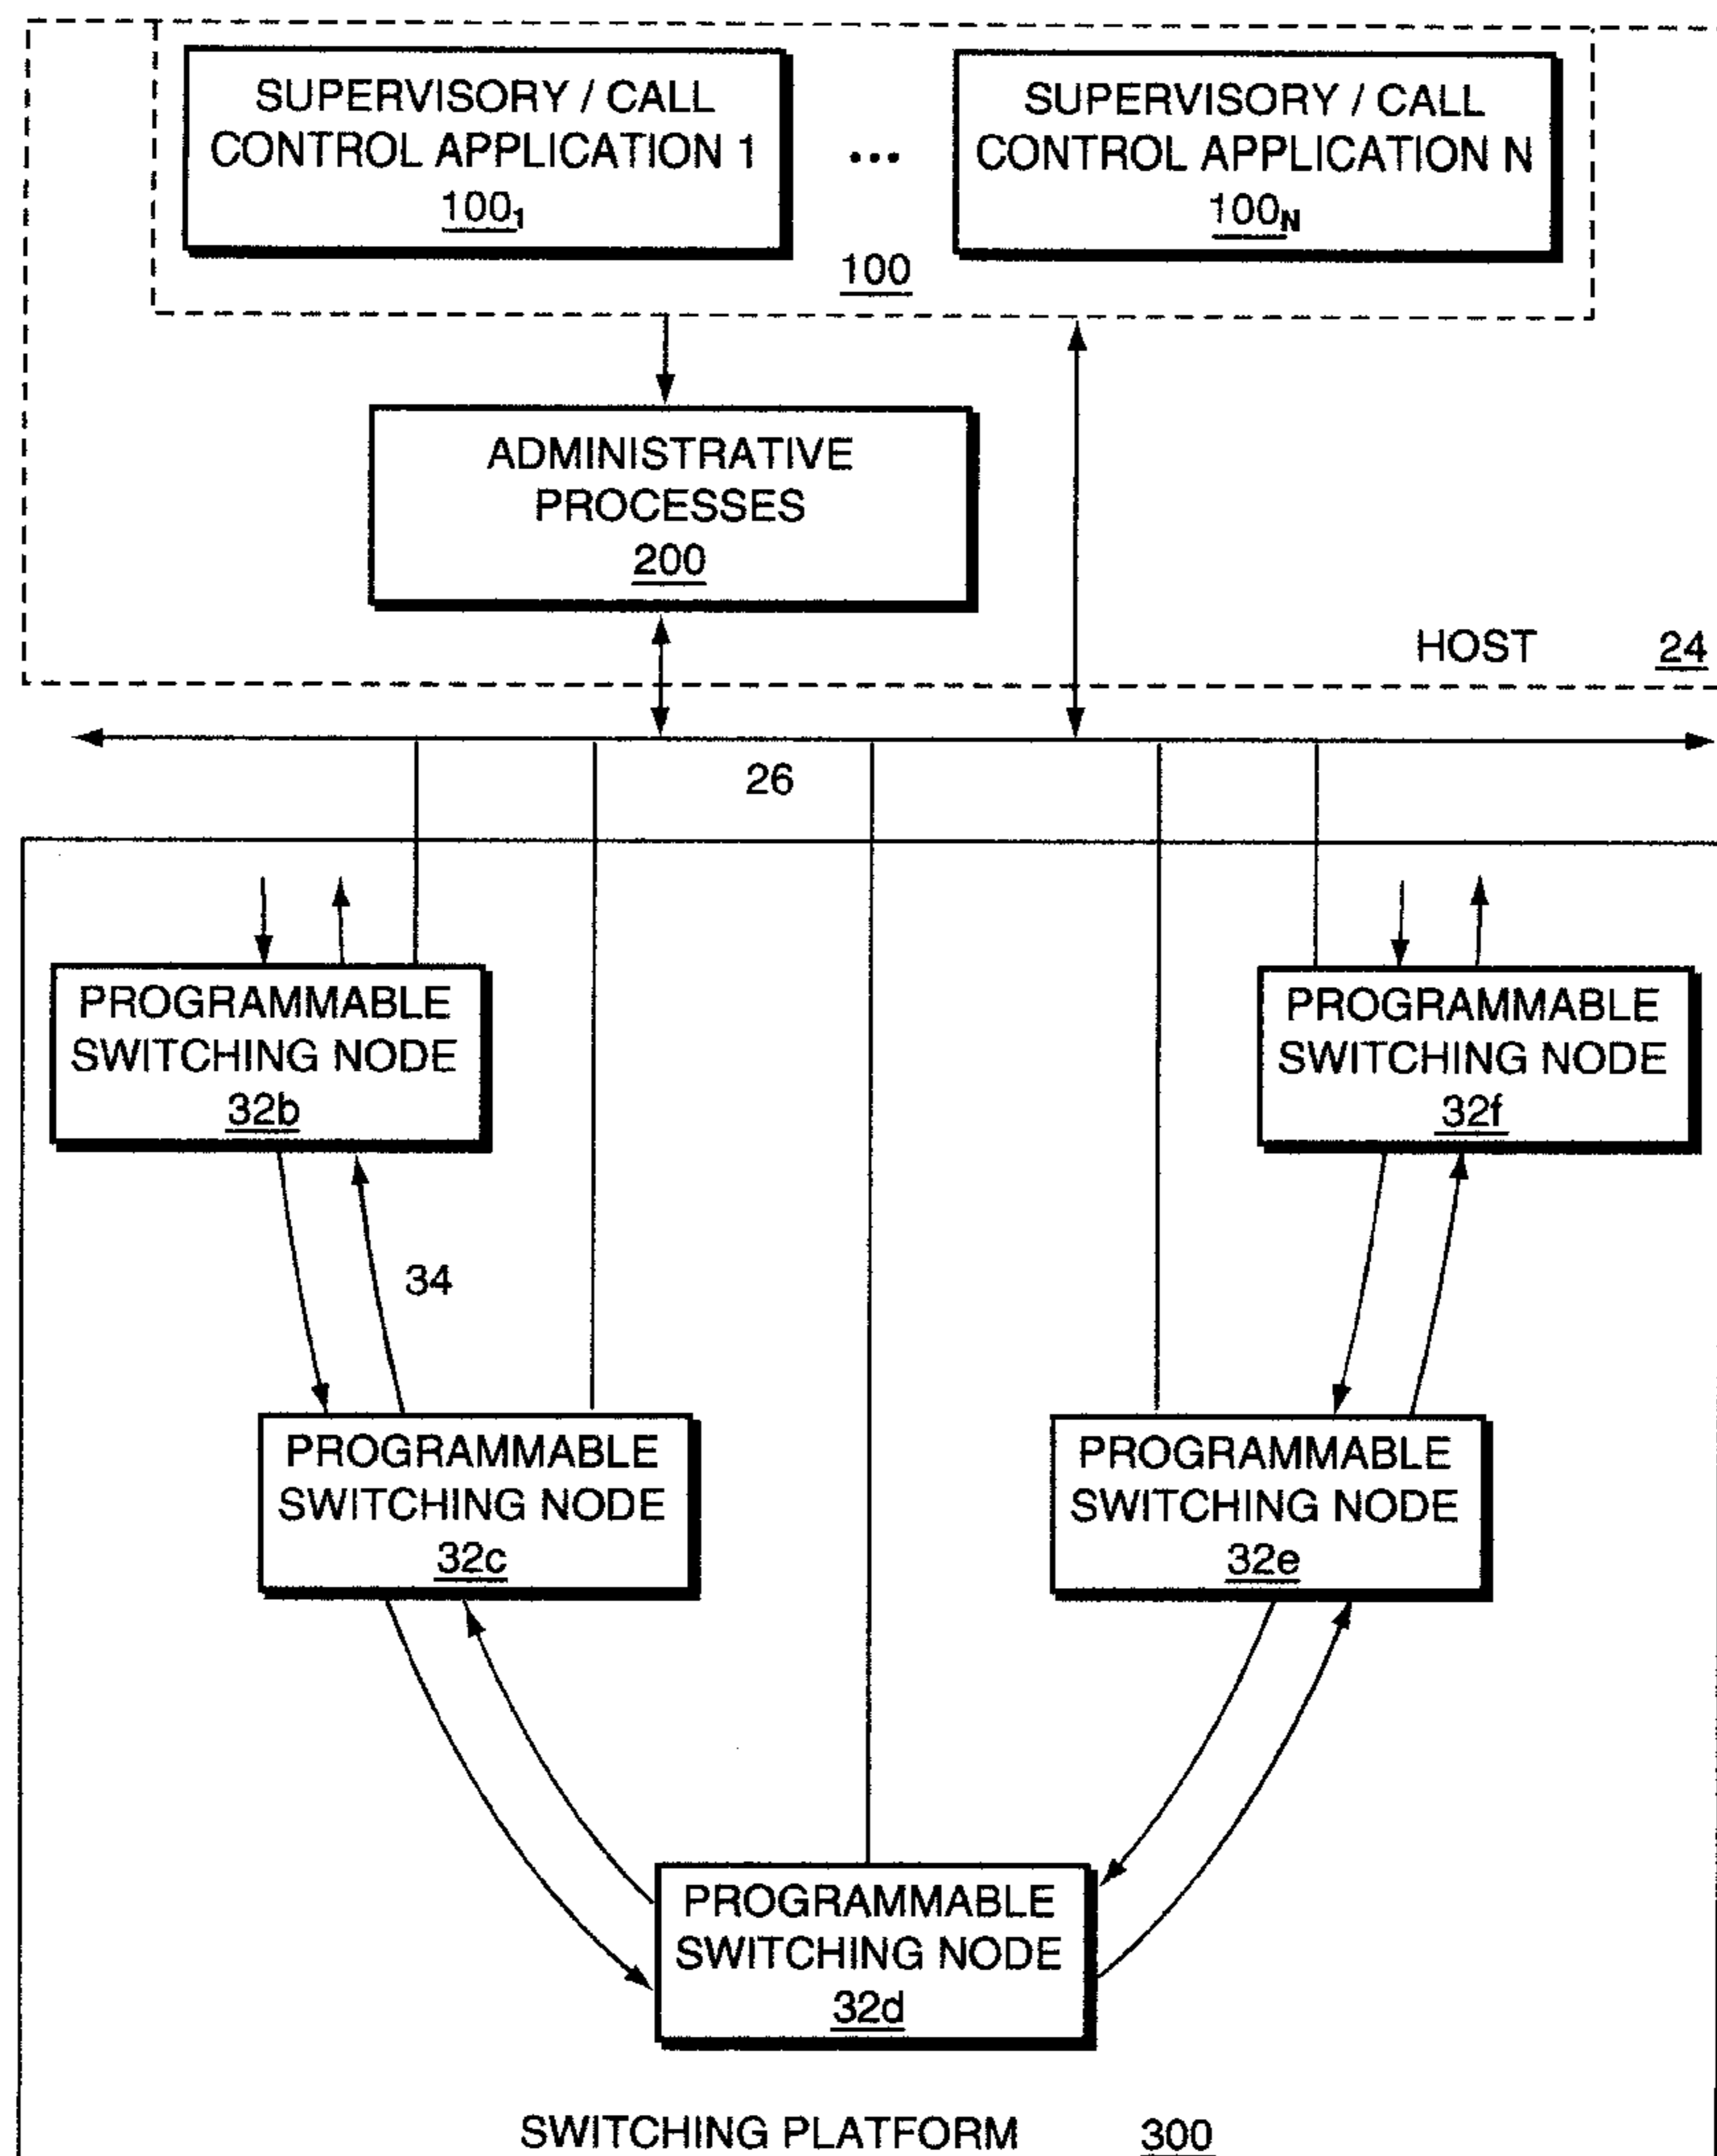 SUPERVISORY / CALL
CONTROL APPLICATION 1
100₁
...
SUPERVISORY / CALL
CONTROL APPLICATION N
100N
100
ADMINISTRATIVE
PROCESSES
200
HOST 24
26
PROGRAMMABLE
SWITCHING NODE
32b
PROGRAMMABLE
SWITCHING NODE
32f
34
PROGRAMMABLE
SWITCHING NODE
32c
PROGRAMMABLE
SWITCHING NODE
32e
PROGRAMMABLE
SWITCHING NODE
32d
SWITCHING PLATFORM 300